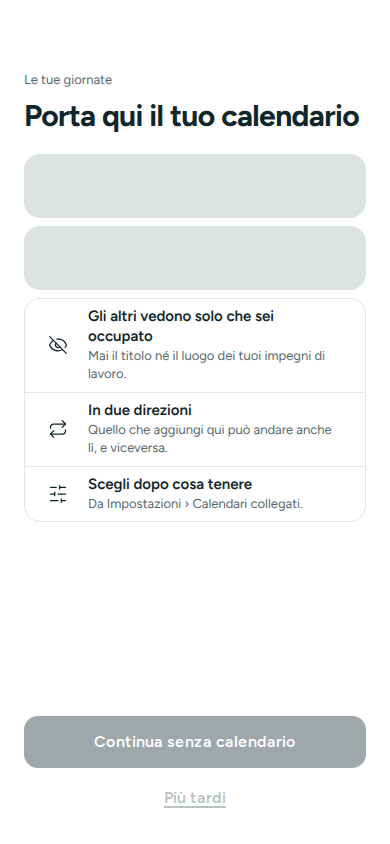 Le tue giornate
Porta qui il tuo calendario
Gli altri vedono solo che sei
occupato
Mai il titolo né il luogo dei tuoi impegni di
lavoro.
In due direzioni
Quello che aggiungi qui può andare anche
lì, e viceversa.
Scegli dopo cosa tenere
Da Impostazioni › Calendari collegati.
Continua senza calendario
Più tardi